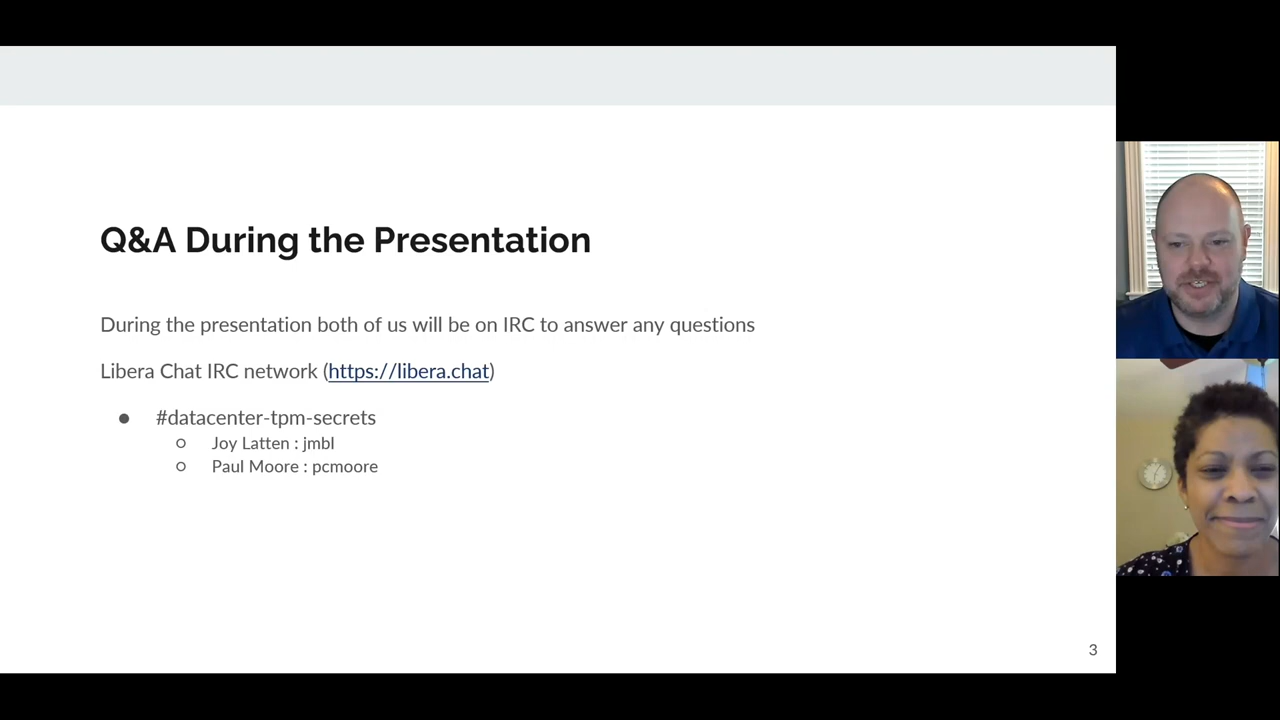 Q&A During the Presentation
During the presentation both of us will be on IRC to answer any questions
Libera Chat IRC network (https://libera.chat)
● #datacenter-tpm-secrets
○ Joy Latten : jmbl
○ Paul Moore : pcmoore
3